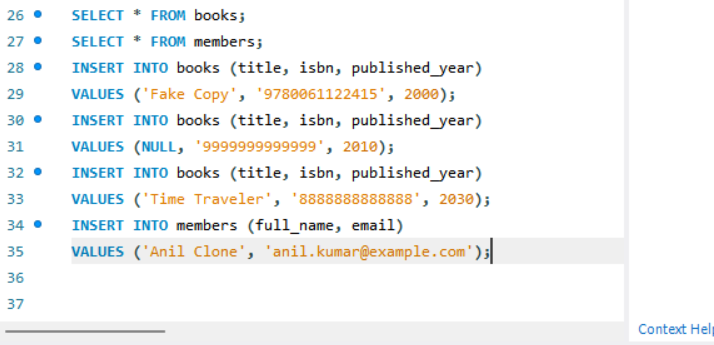 26 SELECT * FROM books;
27 SELECT * FROM members;
28 INSERT INTO books (title, isbn, published_year)
29 VALUES ('Fake Copy', '9780061122415', 2000);
30 INSERT INTO books (title, isbn, published_year)
31 VALUES (NULL, '9999999999999', 2010);
32 INSERT INTO books (title, isbn, published_year)
33 VALUES ('Time Traveler', '8888888888888', 2030);
34 INSERT INTO members (full_name, email)
35 VALUES ('Anil Clone', 'anil.kumar@example.com');
36
37
Context Help